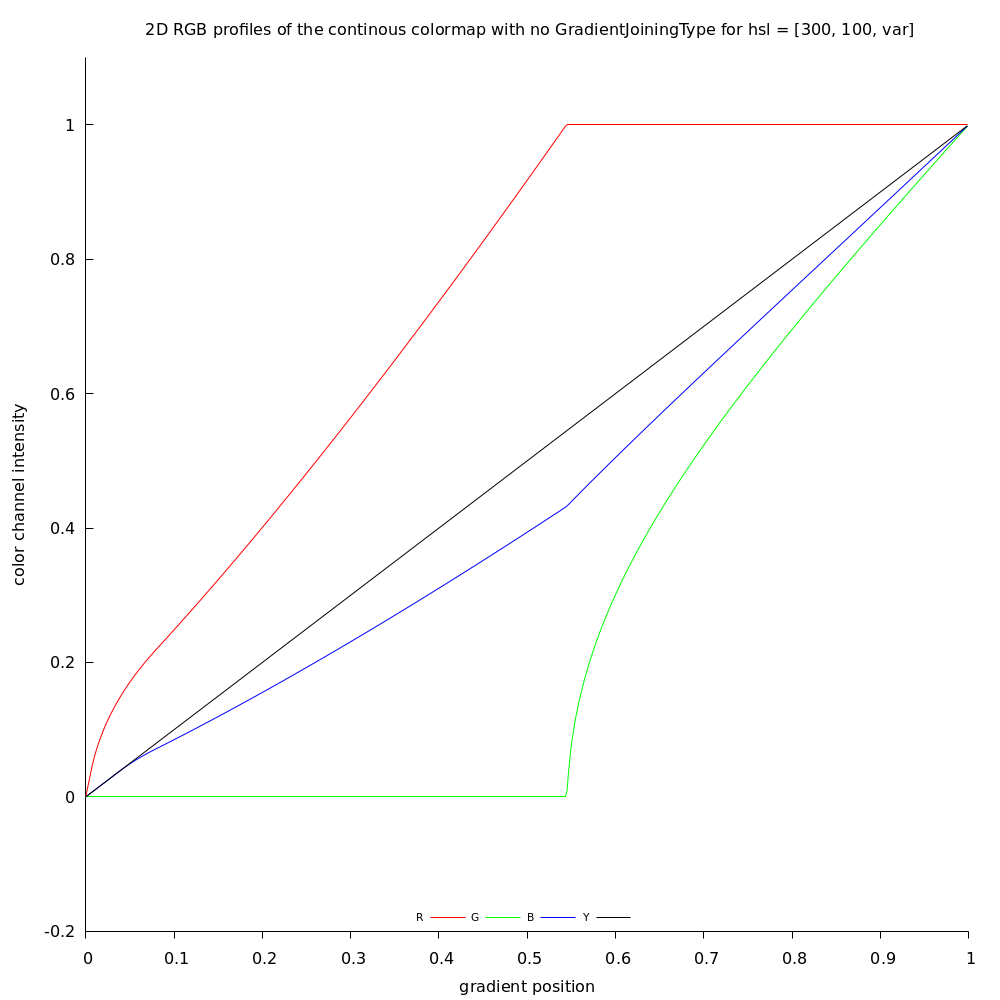 2D RGB profiles of the continous colormap with no GradientJoiningType for hsl = [300, 100, var]
1
0.8
0.6
0.4
0.2
0
-0.2
color channel intensity
R G B Y
0 0.1 0.2 0.3 0.4 0.5 0.6 0.7 0.8 0.9 1
gradient position